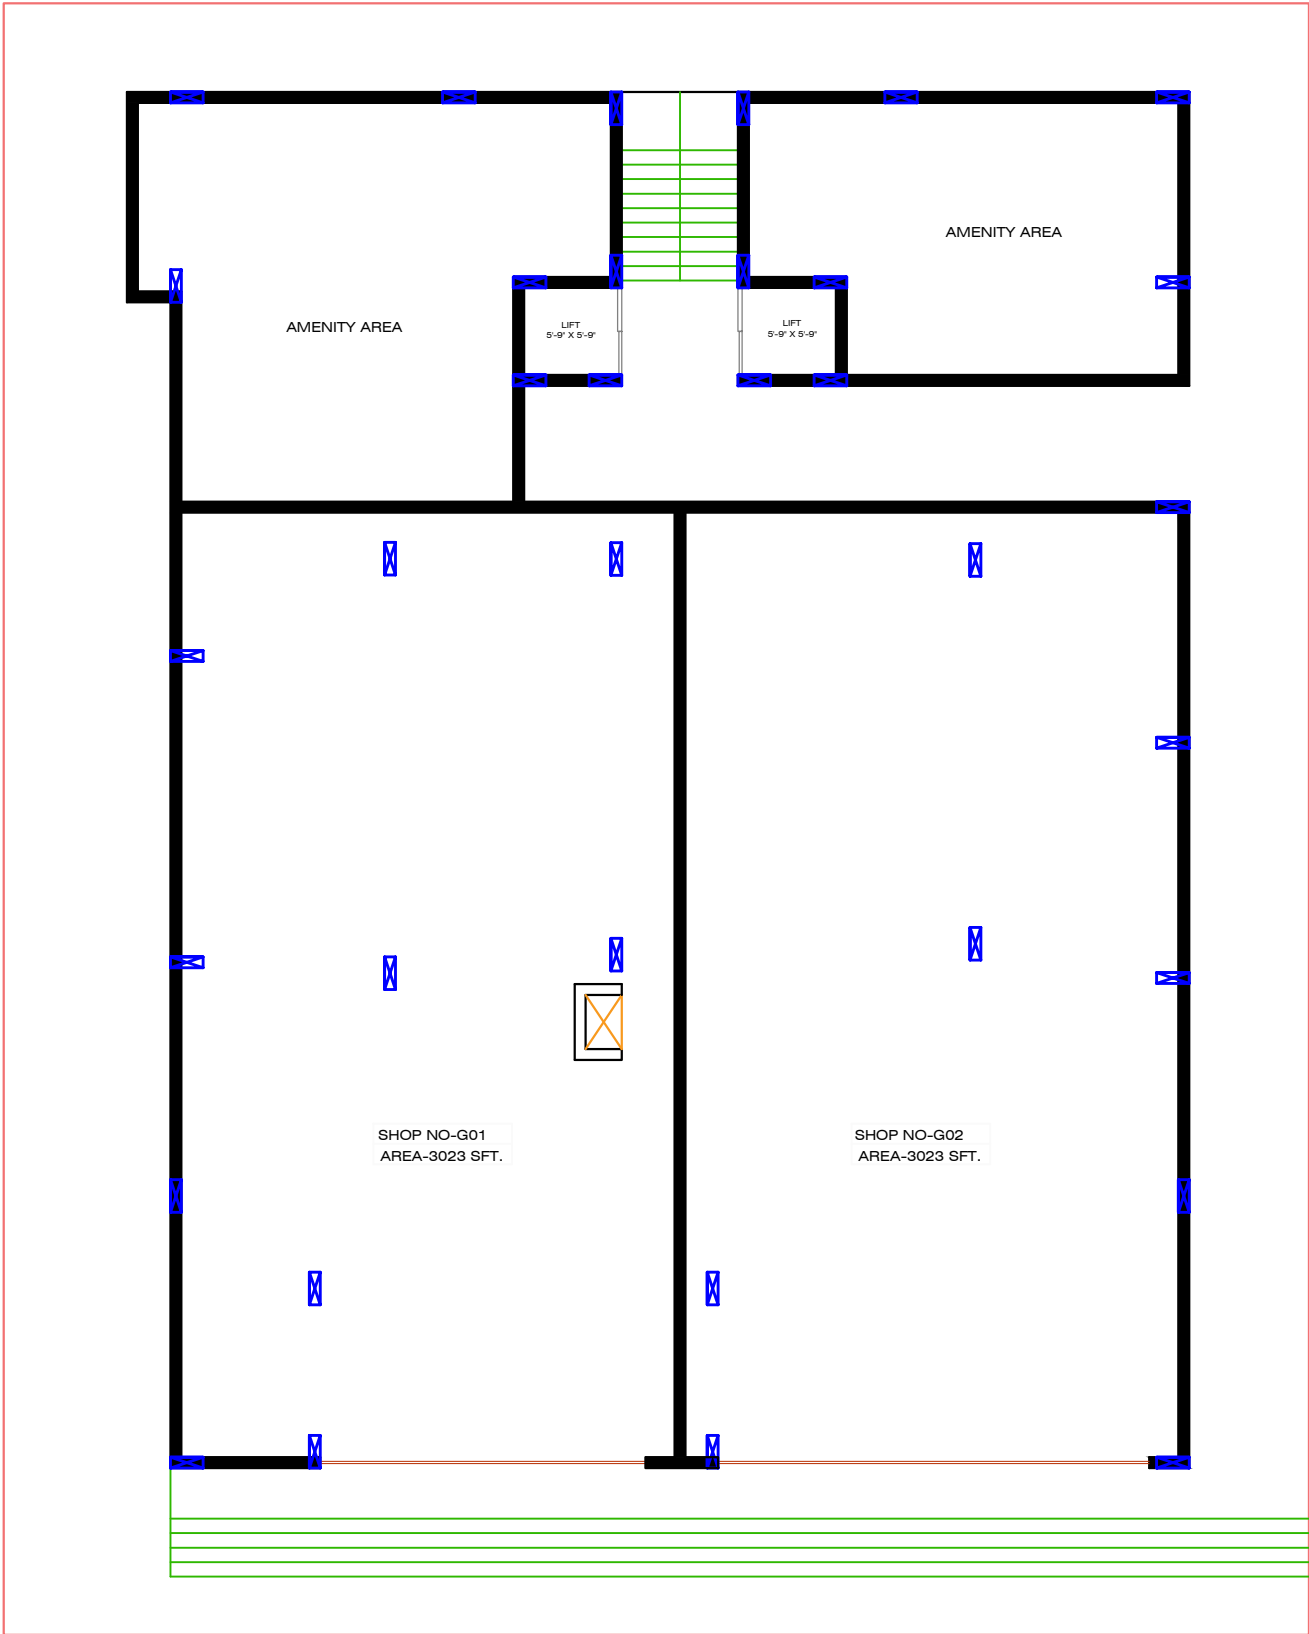 AMENITY AREA
AMENITY AREA
LIFT
5'-9" X 5'-9"
LIFT
5'-9" X 5'-9"
SHOP NO-G01
AREA-3023 SFT.
SHOP NO-G02
AREA-3023 SFT.